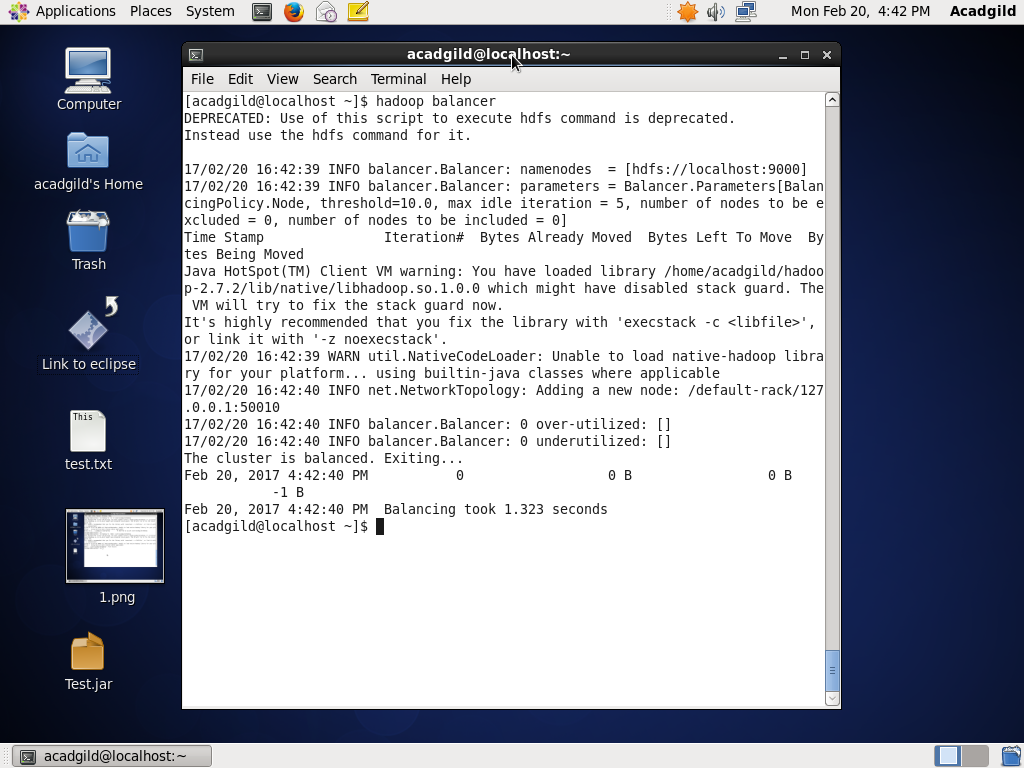 Applications Places System Mon Feb 20, 4:42 PM Acadgild
acadgild@localhost:~
File Edit View Search Terminal Help
[acadgild@localhost ~]$ hadoop balancer
DEPRECATED: Use of this script to execute hdfs command is deprecated.
Instead use the hdfs command for it.
17/02/20 16:42:39 INFO balancer.Balancer: namenodes  = [hdfs://localhost:9000]
17/02/20 16:42:39 INFO balancer.Balancer: parameters = Balancer.Parameters[Balan
cingPolicy.Node, threshold=10.0, max idle iteration = 5, number of nodes to be e
xcluded = 0, number of nodes to be included = 0]
Time Stamp               Iteration#  Bytes Already Moved  Bytes Left To Move  By
tes Being Moved
Java HotSpot(TM) Client VM warning: You have loaded library /home/acadgild/hadoo
p-2.7.2/lib/native/libhadoop.so.1.0.0 which might have disabled stack guard. The
 VM will try to fix the stack guard now.
It's highly recommended that you fix the library with 'execstack -c <libfile>',
or link it with '-z noexecstack'.
17/02/20 16:42:39 WARN util.NativeCodeLoader: Unable to load native-hadoop libra
ry for your platform... using builtin-java classes where applicable
17/02/20 16:42:40 INFO net.NetworkTopology: Adding a new node: /default-rack/127
.0.0.1:50010
17/02/20 16:42:40 INFO balancer.Balancer: 0 over-utilized: []
17/02/20 16:42:40 INFO balancer.Balancer: 0 underutilized: []
The cluster is balanced. Exiting...
Feb 20, 2017 4:42:40 PM           0                  0 B                 0 B
           -1 B
Feb 20, 2017 4:42:40 PM  Balancing took 1.323 seconds
[acadgild@localhost ~]$
Computer
acadgild's Home
Trash
Link to eclipse
This
test.txt
1.png
Test.jar
acadgild@localhost:~